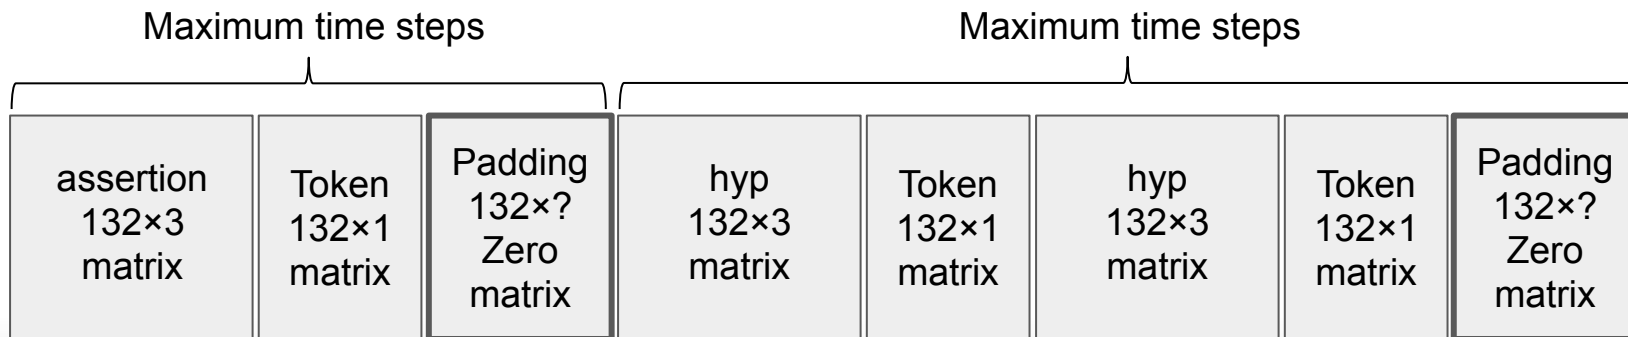 Maximum time steps
Maximum time steps
assertion
132×3
matrix
Token
132×1
matrix
Padding
132×?
Zero
matrix
hyp
132×3
matrix
Token
132×1
matrix
hyp
132×3
matrix
Token
132×1
matrix
Padding
132×?
Zero
matrix